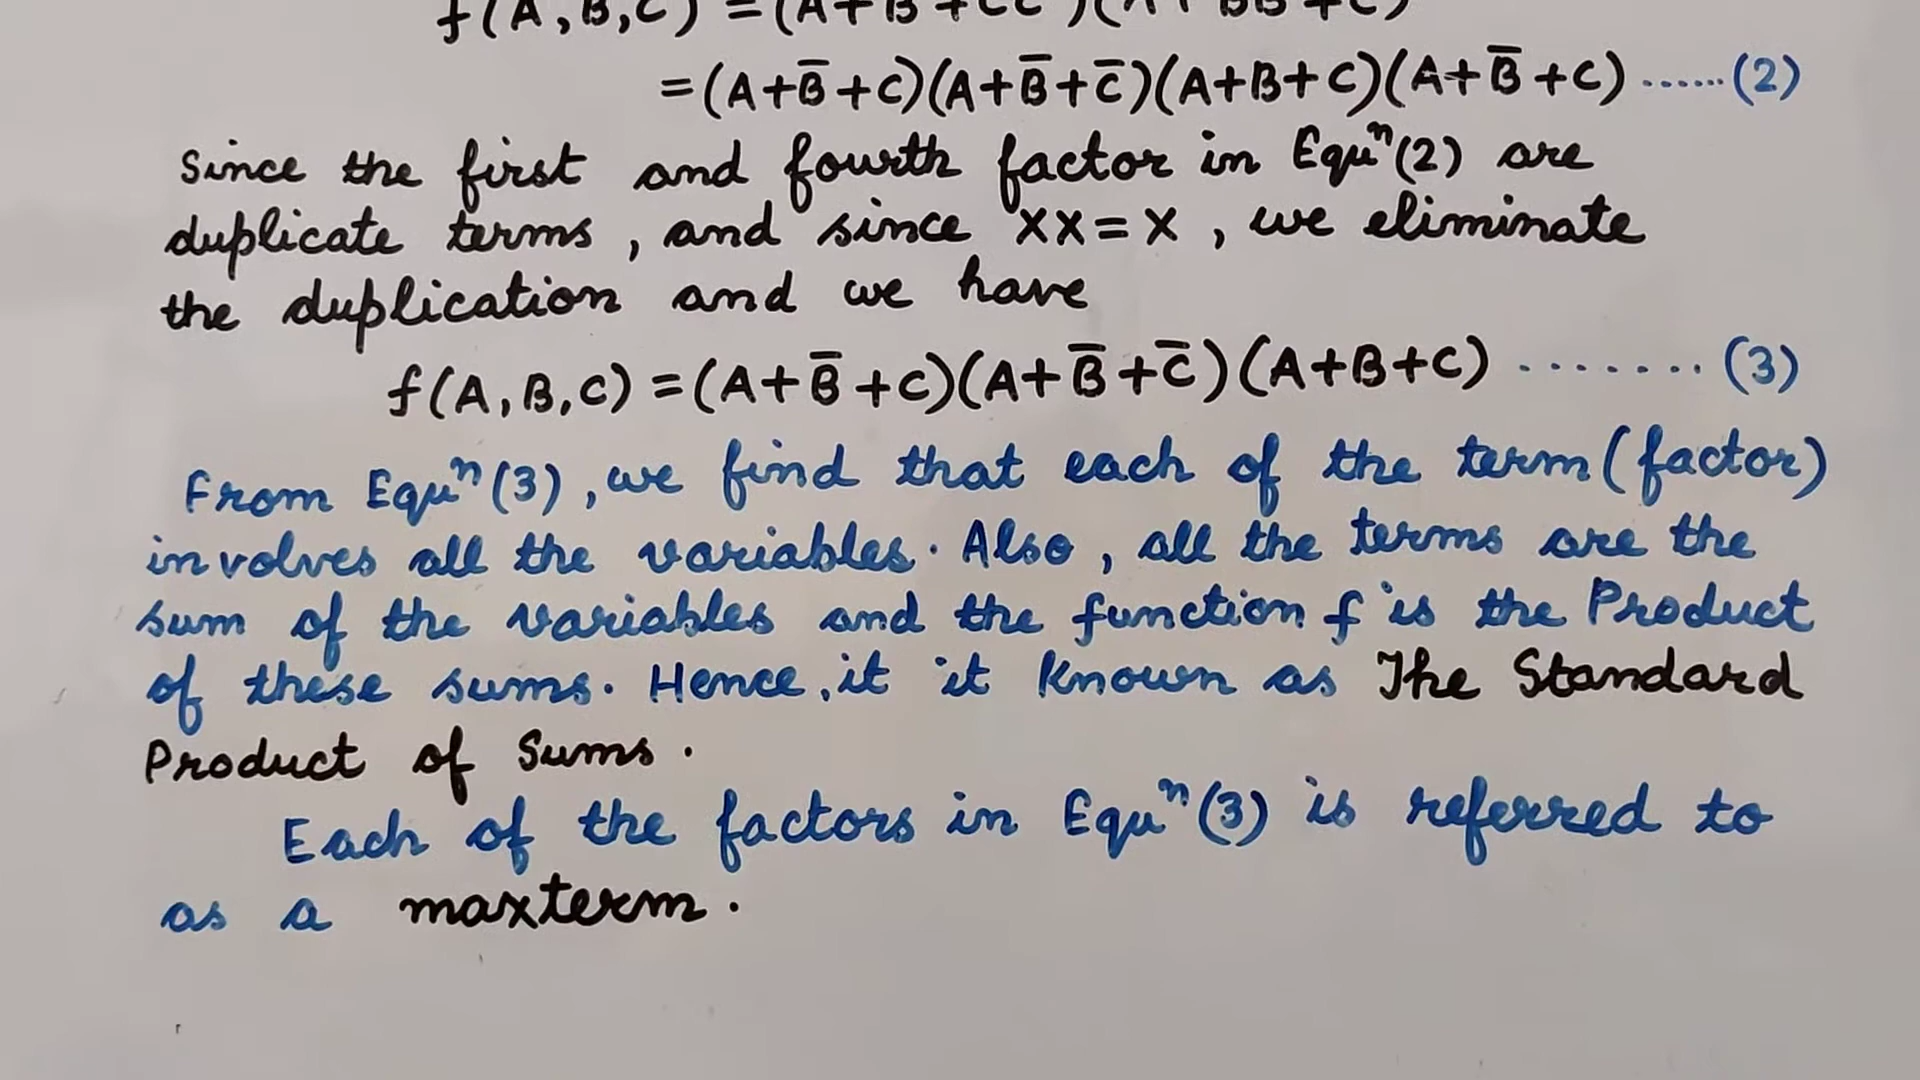 f(A,B,C) = (A+B̅+CC̅)(A+BB̅+C)
=(A+B̅+C)(A+B̅+C̅)(A+B+C)(A+B̅+C) ......(2)
Since the first and fourth factor in Equⁿ(2) are
duplicate terms, and since XX=X, we eliminate
the duplication and we have
f(A,B,C) =(A+B̅+C)(A+B̅+C̅)(A+B+C) ........(3)
From Equⁿ(3), we find that each of the term(factor)
involves all the variables. Also, all the terms are the
sum of the variables and the function f is the Product
of these sums. Hence, it it known as The Standard
Product of Sums.
Each of the factors in Equⁿ(3) is referred to
as a maxterm.